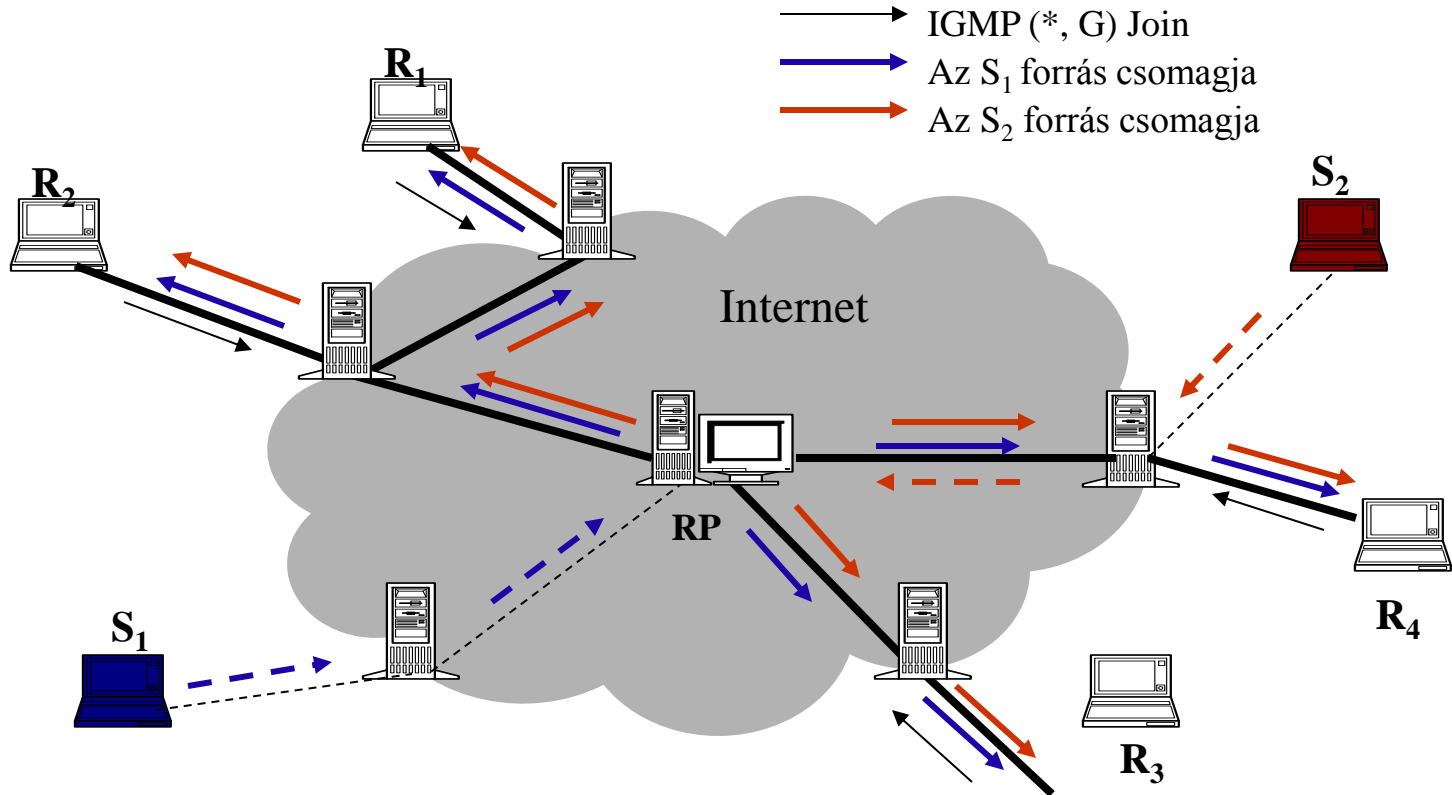 IGMP (*, G) Join
Az S₁ forrás csomagja
Az S₂ forrás csomagja
R₁
R₂
S₂
Internet
RP
S₁
R₄
R₃